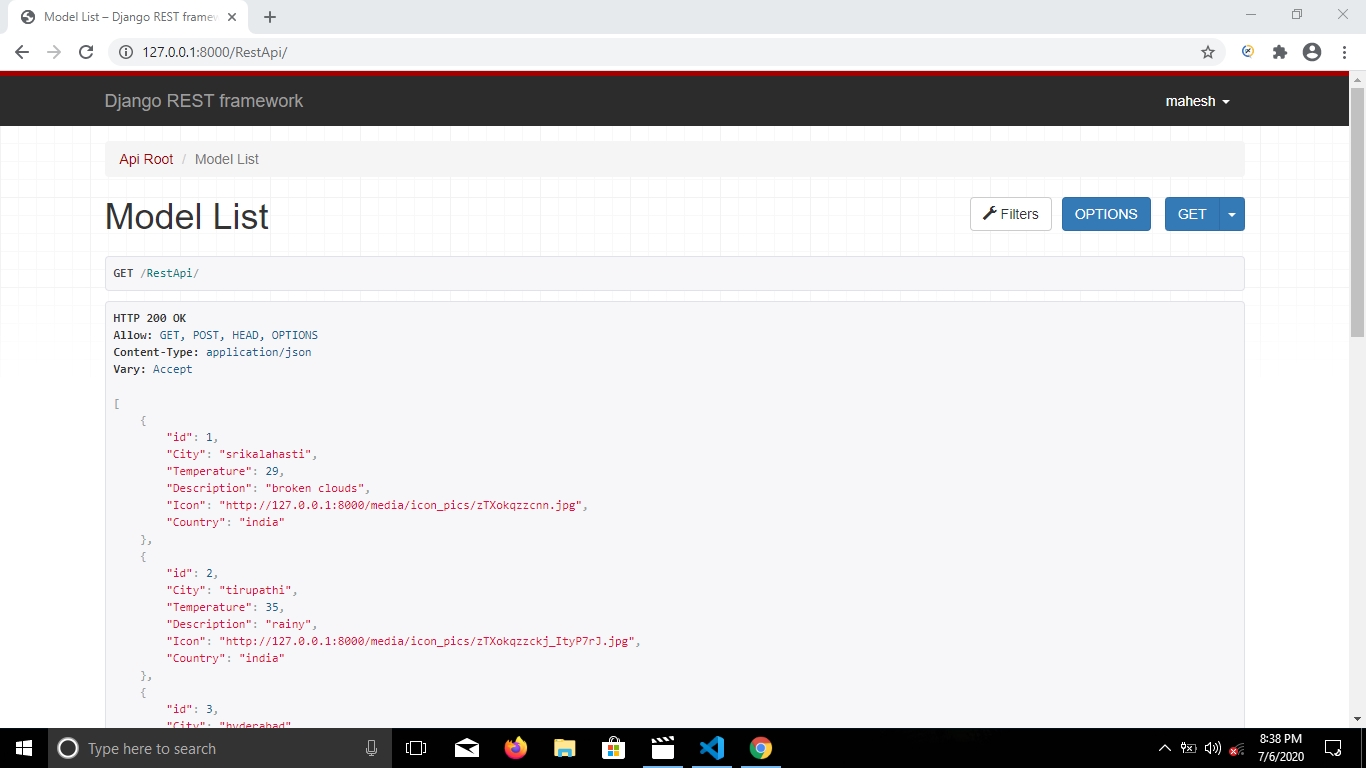 Model List – Django REST framew
127.0.0.1:8000/RestApi/
Django REST framework
mahesh
Api Root / Model List
Model List
Filters
OPTIONS
GET
GET /RestApi/
HTTP 200 OK
Allow: GET, POST, HEAD, OPTIONS
Content-Type: application/json
Vary: Accept
[
{
"id": 1,
"City": "srikalahasti",
"Temperature": 29,
"Description": "broken clouds",
"Icon": "http://127.0.0.1:8000/media/icon_pics/zTXokqzzcnn.jpg",
"Country": "india"
},
{
"id": 2,
"City": "tirupathi",
"Temperature": 35,
"Description": "rainy",
"Icon": "http://127.0.0.1:8000/media/icon_pics/zTXokqzzckj_ItyP7rJ.jpg",
"Country": "india"
},
{
"id": 3,
"City": "hyderabad"
Type here to search
8:38 PM
7/6/2020